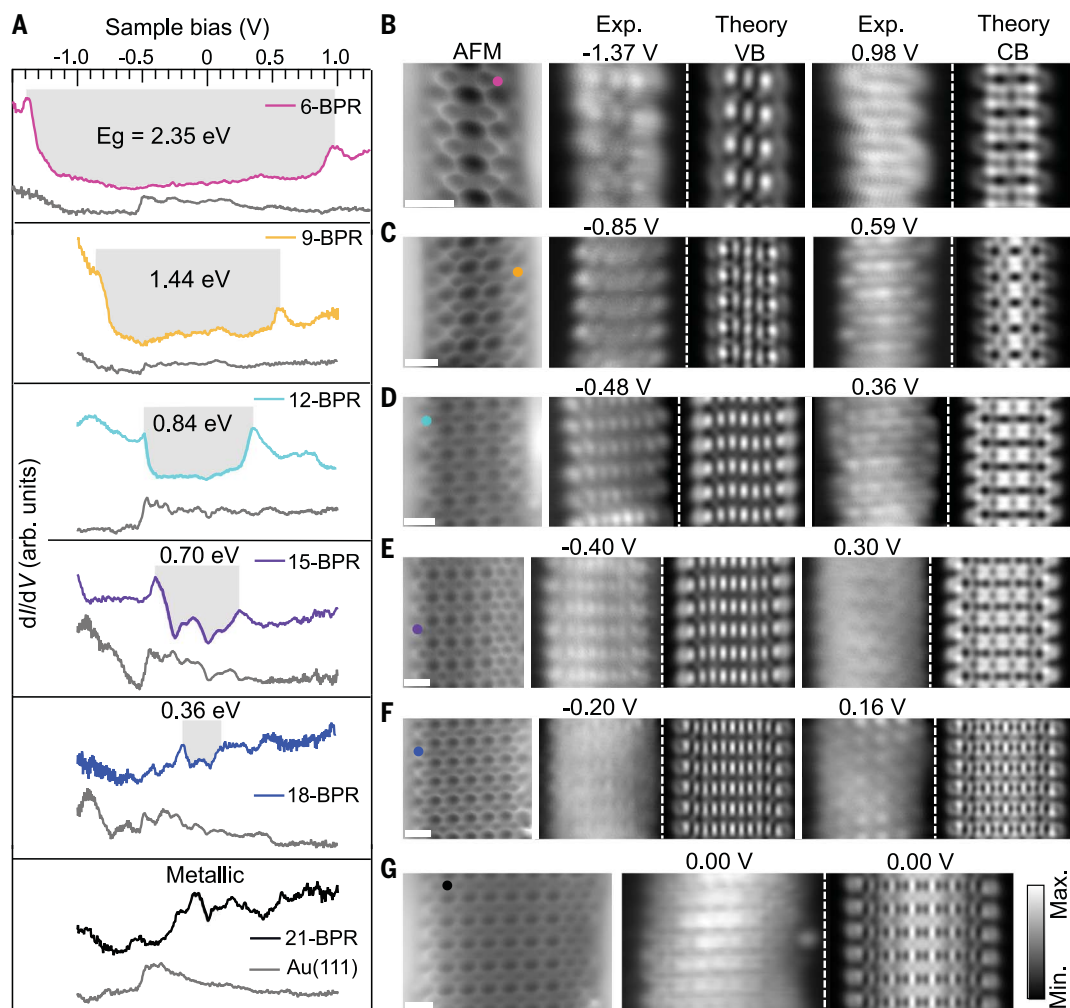 A
Sample bias (V)
-1.0 -0.5 0 0.5 1.0
6-BPR
Eg = 2.35 eV
9-BPR
1.44 eV
12-BPR
0.84 eV
0.70 eV
15-BPR
0.36 eV
18-BPR
Metallic
21-BPR
Au(111)
dI/dV (arb. units)
B
Exp. Theory Exp. Theory
AFM -1.37 V VB 0.98 V CB
C
-0.85 V 0.59 V
D
-0.48 V 0.36 V
E
-0.40 V 0.30 V
F
-0.20 V 0.16 V
G
0.00 V 0.00 V
Max.
Min.